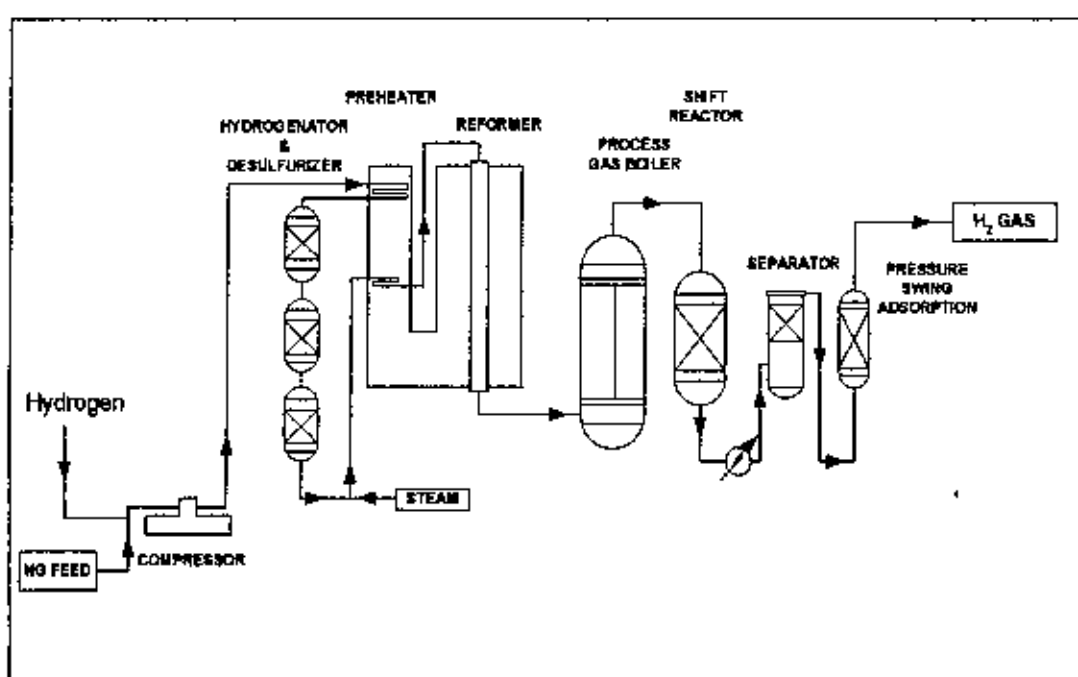 PREHEATER
HYDROGENATOR
&
DESULFURIZER
REFORMER
SHIFT
REACTOR
PROCESS
GAS BOILER
H₂ GAS
SEPARATOR
PRESSURE
SWING
ADSORPTION
Hydrogen
STEAM
COMPRESSOR
NG FEED